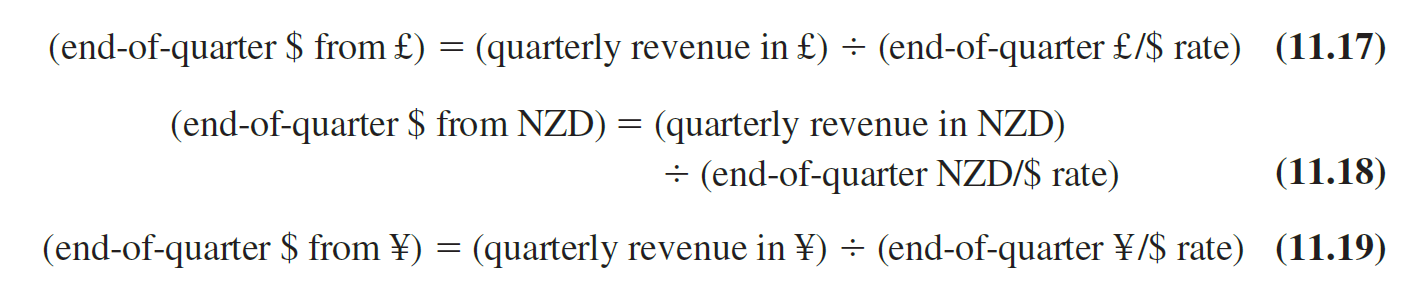 (end-of-quarter $ from £) = (quarterly revenue in £) ÷ (end-of-quarter £/$ rate) (11.17)
(end-of-quarter $ from NZD) = (quarterly revenue in NZD)
÷ (end-of-quarter NZD/$ rate) (11.18)
(end-of-quarter $ from ¥) = (quarterly revenue in ¥) ÷ (end-of-quarter ¥/$ rate) (11.19)